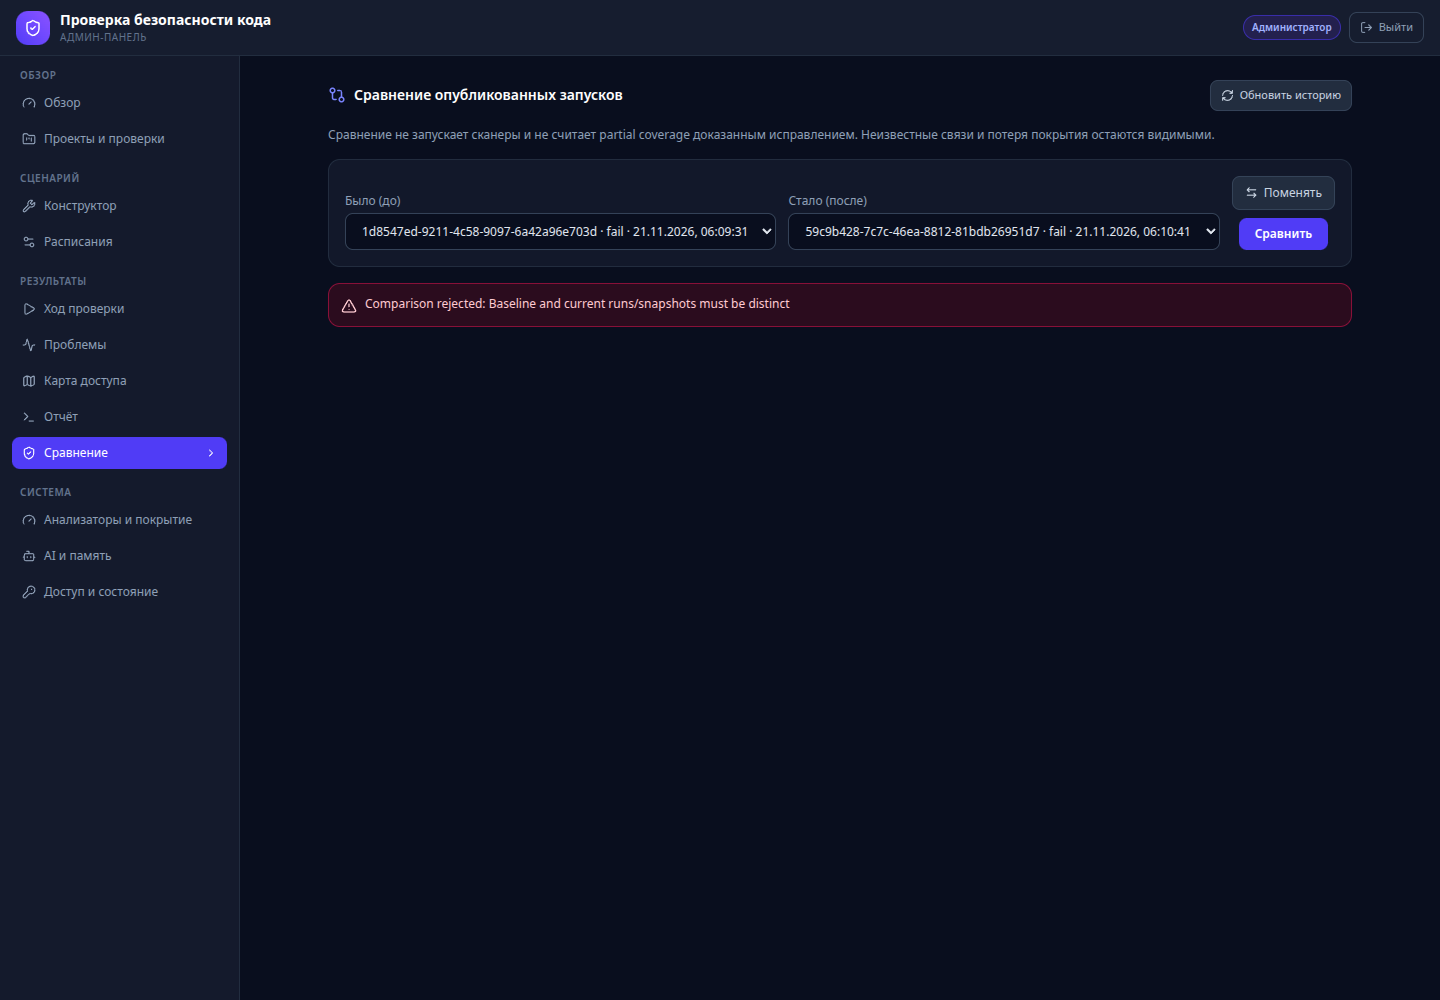 Проверка безопасности кода
АДМИН-ПАНЕЛЬ
Администратор
Выйти
ОБЗОР
Обзор
Проекты и проверки
СЦЕНАРИЙ
Конструктор
Расписания
РЕЗУЛЬТАТЫ
Ход проверки
Проблемы
Карта доступа
Отчёт
Сравнение
СИСТЕМА
Анализаторы и покрытие
AI и память
Доступ и состояние
Сравнение опубликованных запусков
Обновить историю
Сравнение не запускает сканеры и не считает partial coverage доказанным исправлением. Неизвестные связи и потеря покрытия остаются видимыми.
Было (до)
1d8547ed-9211-4c58-9097-6a42a96e703d · fail · 21.11.2026, 06:09:31
Стало (после)
59c9b428-7c7c-46ea-8812-81bdb26951d7 · fail · 21.11.2026, 06:10:41
Поменять
Сравнить
Comparison rejected: Baseline and current runs/snapshots must be distinct